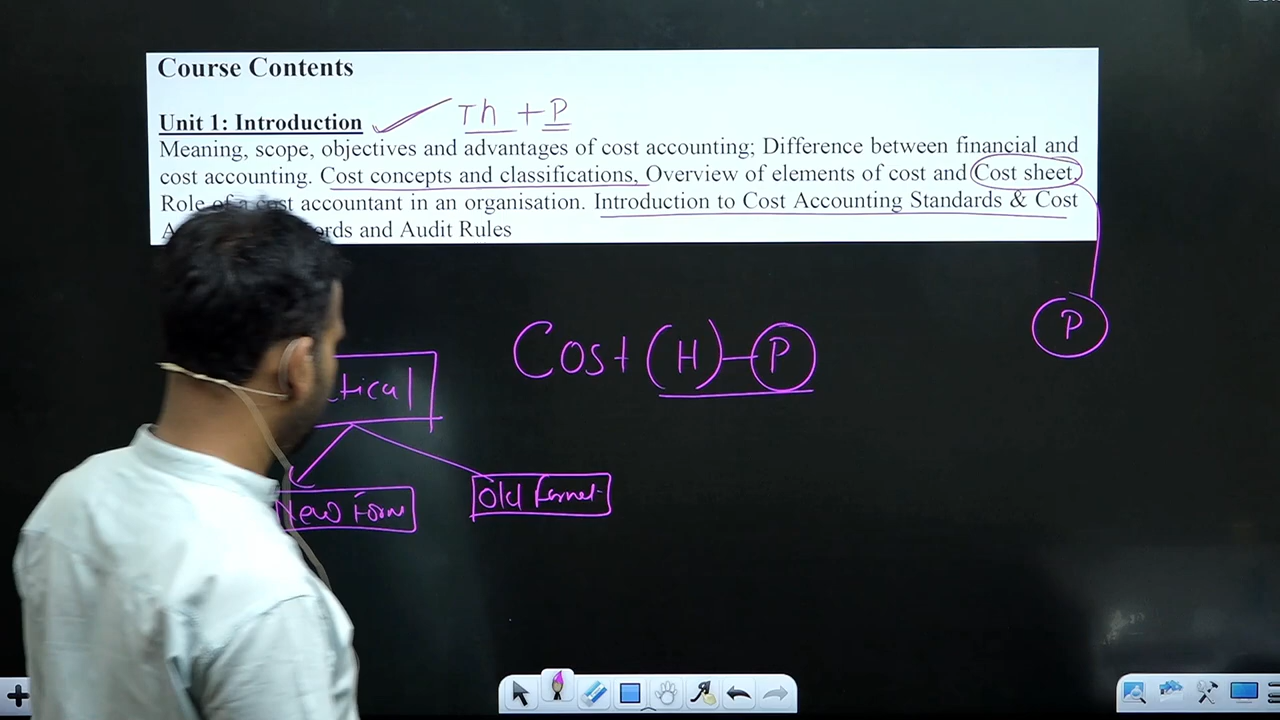 Course Contents
Unit 1: Introduction Th + P
Meaning, scope, objectives and advantages of cost accounting; Difference between financial and
cost accounting. Cost concepts and classifications, Overview of elements of cost and Cost sheet,
Role of a cost accountant in an organisation. Introduction to Cost Accounting Standards & Cost
and Audit Rules
P
Cost (H)-P
tical
New Form
Old